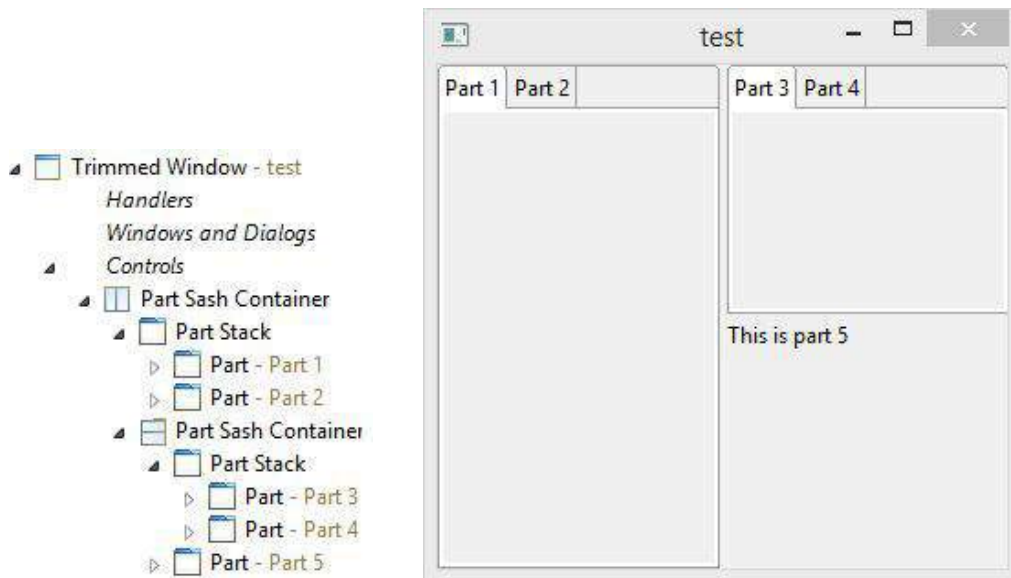 Trimmed Window - test
Handlers
Windows and Dialogs
Controls
Part Sash Container
Part Stack
Part - Part 1
Part - Part 2
Part Sash Container
Part Stack
Part - Part 3
Part - Part 4
Part - Part 5
test
Part 1 Part 2
Part 3 Part 4
This is part 5